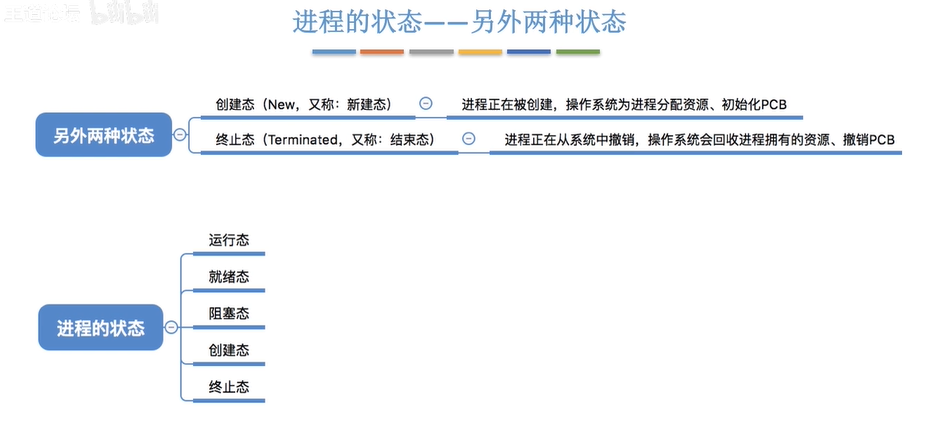 bilibili
进程的状态——另外两种状态
另外两种状态
创建态（New，又称：新建态）
进程正在被创建，操作系统为进程分配资源、初始化PCB
终止态（Terminated，又称：结束态）
进程正在从系统中撤销，操作系统会回收进程拥有的资源、撤销PCB
进程的状态
运行态
就绪态
阻塞态
创建态
终止态